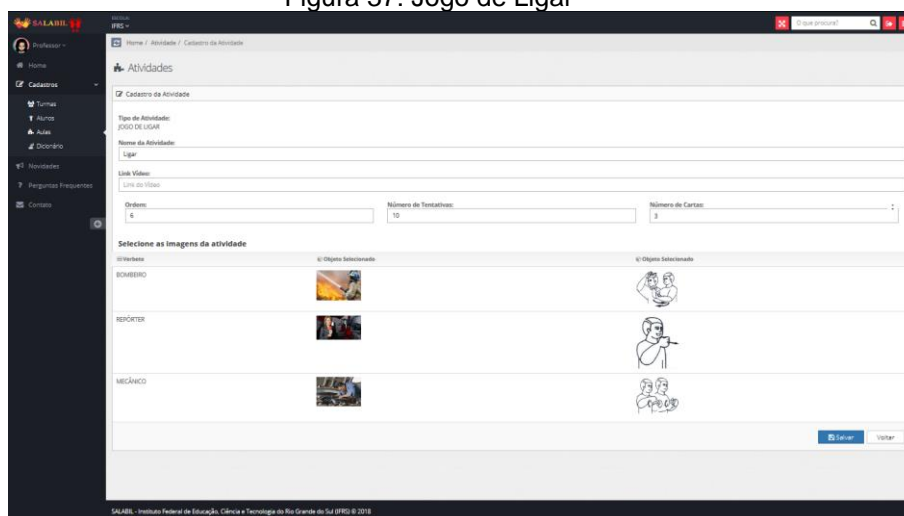 Figura 37: Jogo de Ligar
SALABIL
IFRS
O que procura?
Professor
Home / Atividade / Cadastro da Atividade
Home
Atividades
Cadastros
Cadastro da Atividade
Turmas
Alunos
Aulas
Dicionário
Novidades
Perguntas Frequentes
Contato
Tipo de Atividade:
JOGO DE LIGAR
Nome da Atividade:
Ligar
Link Vídeo:
Link do Vídeo
Ordem: Número de Tentativas: Número de Cartas:
6 10 3
Selecione as imagens da atividade
Verbete Objeto Selecionado Objeto Selecionado
BOMBEIRO
REPÓRTER
MECÂNICO
Salvar Voltar
SALABIL - Instituto Federal de Educação, Ciência e Tecnologia do Rio Grande do Sul (IFRS) © 2018